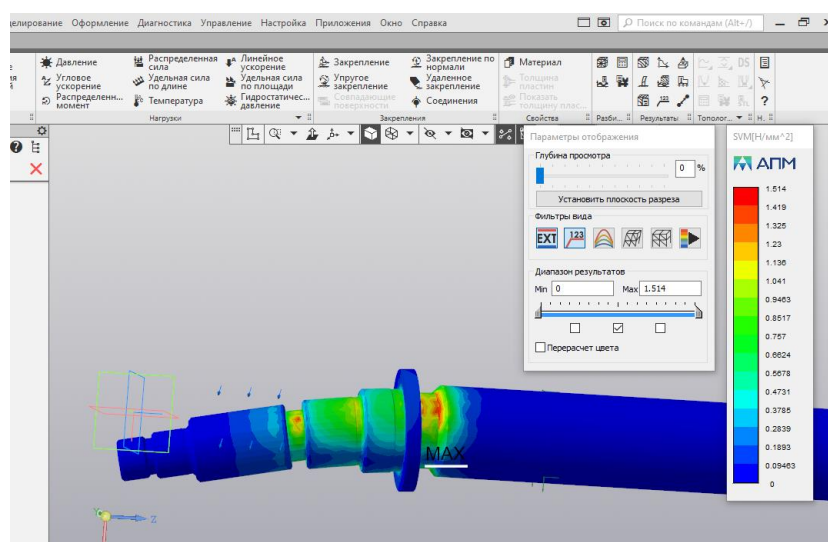 делирование Оформление Диагностика Управление Настройка Приложения Окно Справка
Поиск по командам (Alt+/)
Давление
Угловое
ускорение
Распределенн...
момент
Распределенная
сила
Удельная сила
по длине
Температура
Линейное
ускорение
Удельная сила
по площади
Гидростатичес...
давление
Нагрузки
Закрепление
Упругое
закрепление
Совпадающие
поверхности
Закрепление по
нормали
Удаленное
закрепление
Соединения
Закрепления
Материал
Толщина
пластин
Показать
толщину плас...
Свойства
Разби...
Результаты
DS
Тополог...
Н.
Параметры отображения
Глубина просмотра
0 %
Установить плоскость разреза
Фильтры вида
EXT 123
Диапазон результатов
Min 0 Max 1.514
Перерасчет цвета
SVM[Н/мм^2]
АПМ
1.514
1.419
1.325
1.23
1.136
1.041
0.9463
0.8517
0.757
0.6624
0.5678
0.4731
0.3785
0.2839
0.1893
0.09463
0
MAX
Y
Z